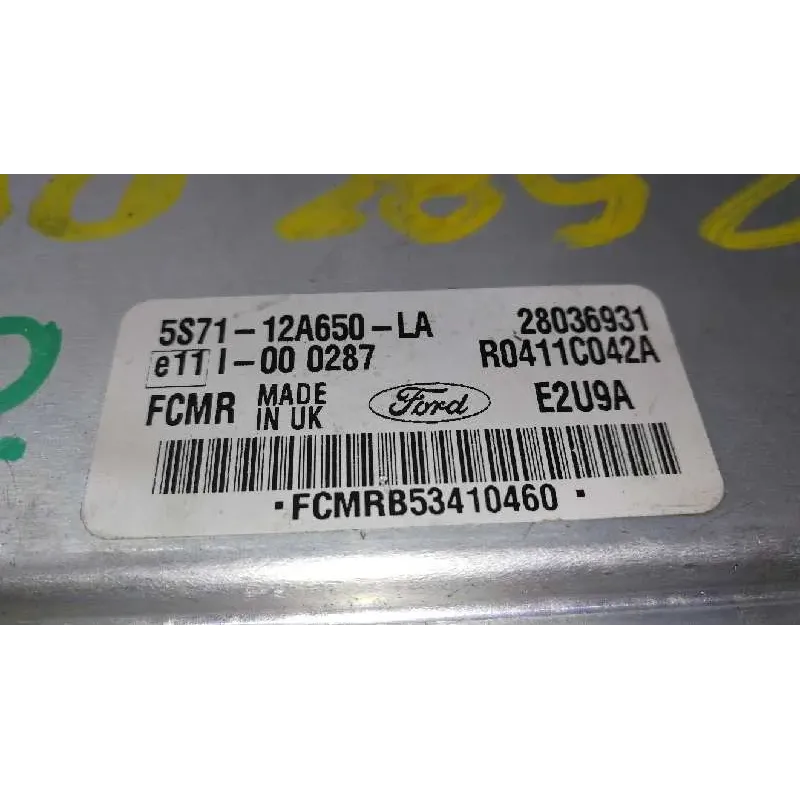 5S71-12A650-LA 28036931
e11 I-00 0287 R0411C042A
FCMR MADE IN UK Ford E2U9A
·FCMRB53410460·